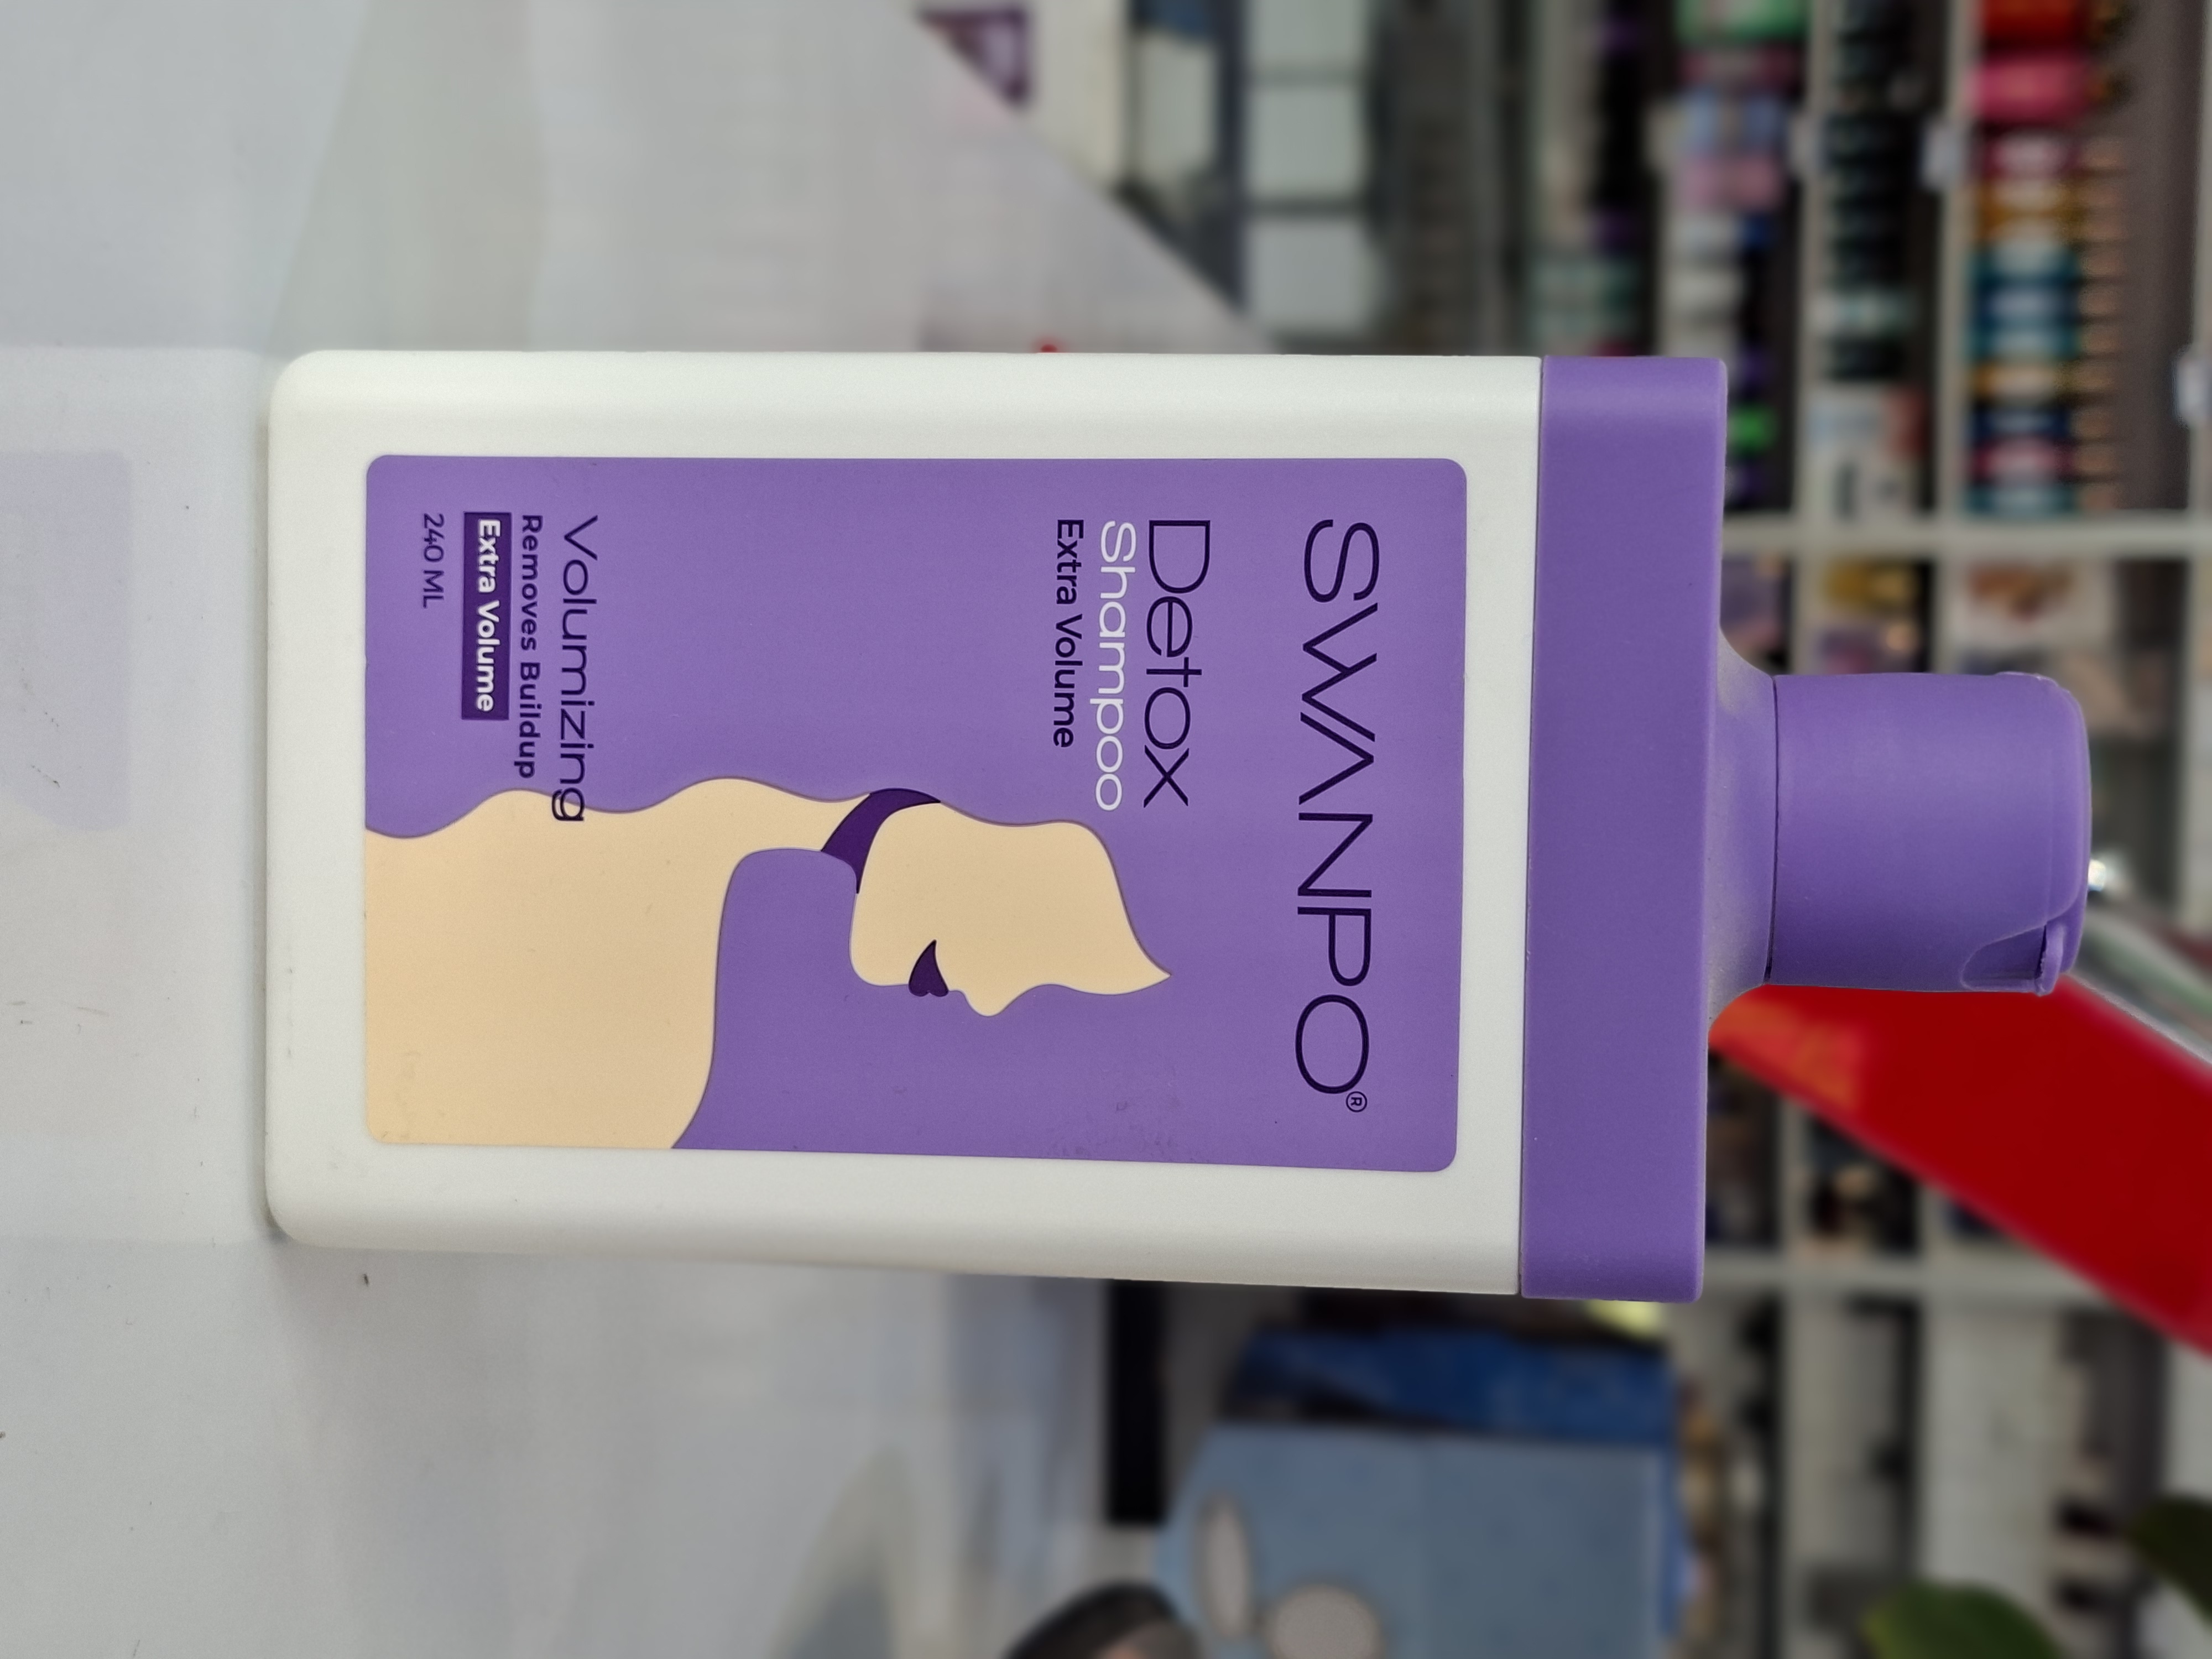 SWANPO®
Detox
Shampoo
Extra Volume
Volumizing
Removes Buildup
Extra Volume
240 ML